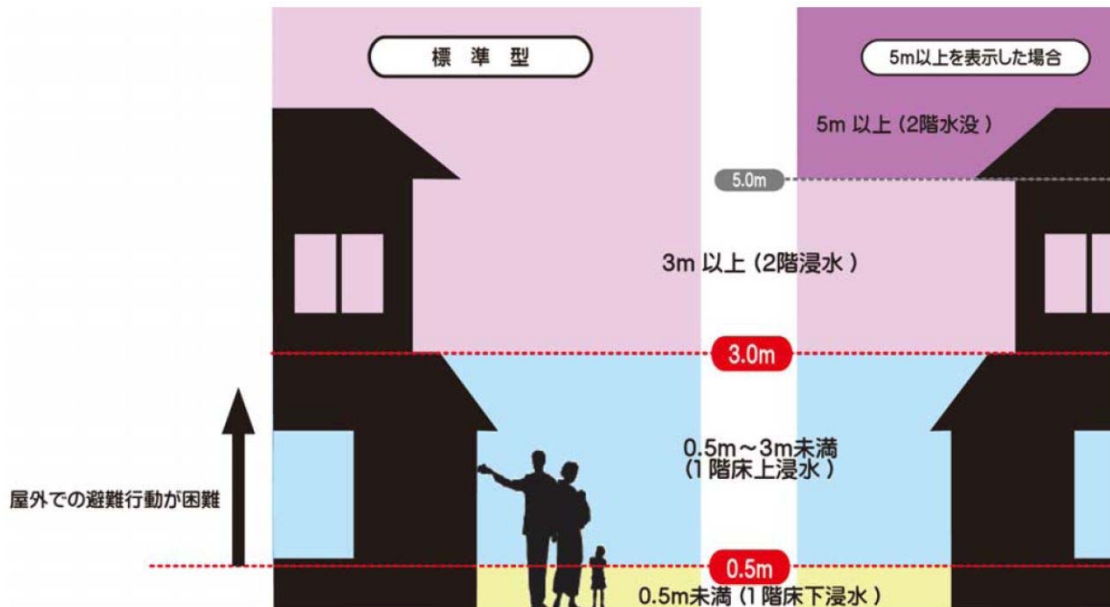 標準型
5m以上を表示した場合
5m 以上 (2階水没 )
5.0m
3m 以上 (2階浸水 )
3.0m
0.5m～3m未満
(1階床上浸水)
屋外での避難行動が困難
0.5m
0.5m未満 (1階床下浸水 )